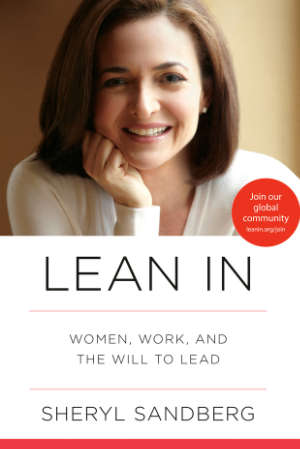 Join our
global
community
leanin.org/join
LEAN IN
WOMEN, WORK, AND
THE WILL TO LEAD
SHERYL SANDBERG